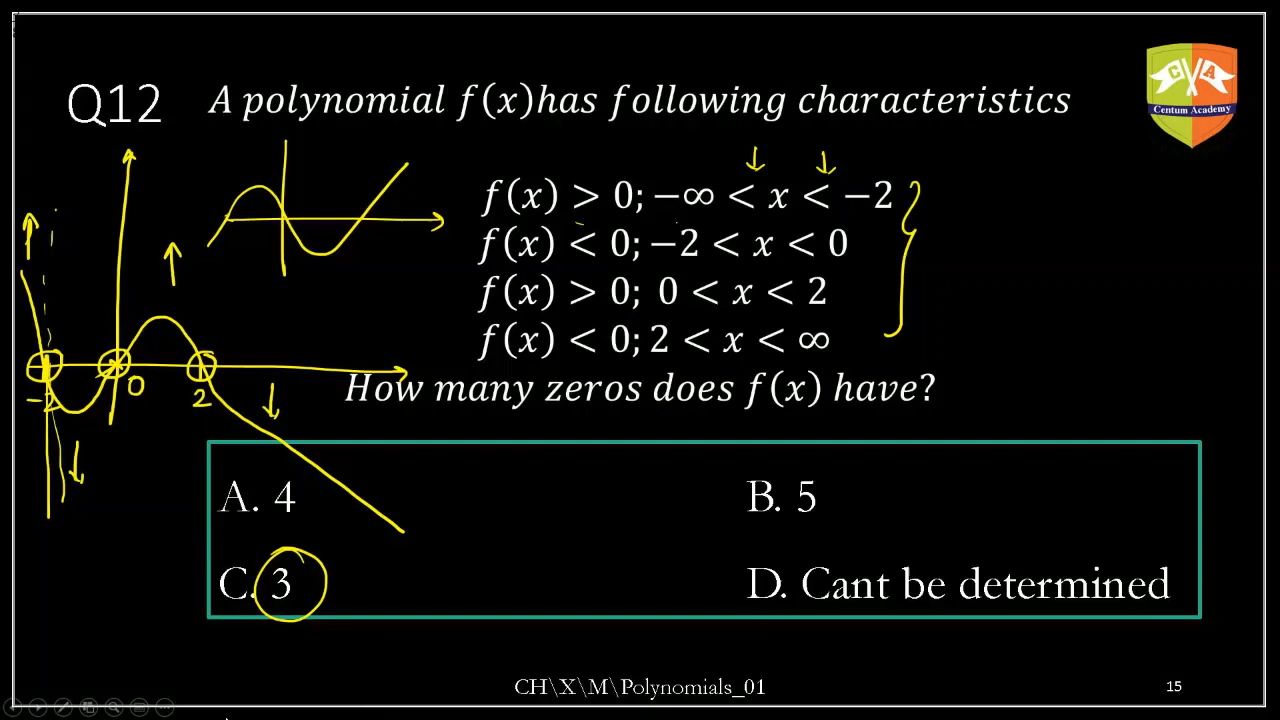 Q12
A polynomial f(x)has following characteristics
C A
Centum Academy
f(x) > 0; −∞ < x < −2
f(x) < 0; −2 < x < 0
f(x) > 0; 0 < x < 2
f(x) < 0; 2 < x < ∞
−2 0 2
How many zeros does f(x) have?
A. 4
B. 5
C. 3
D. Cant be determined
CH\X\M\Polynomials_01
15